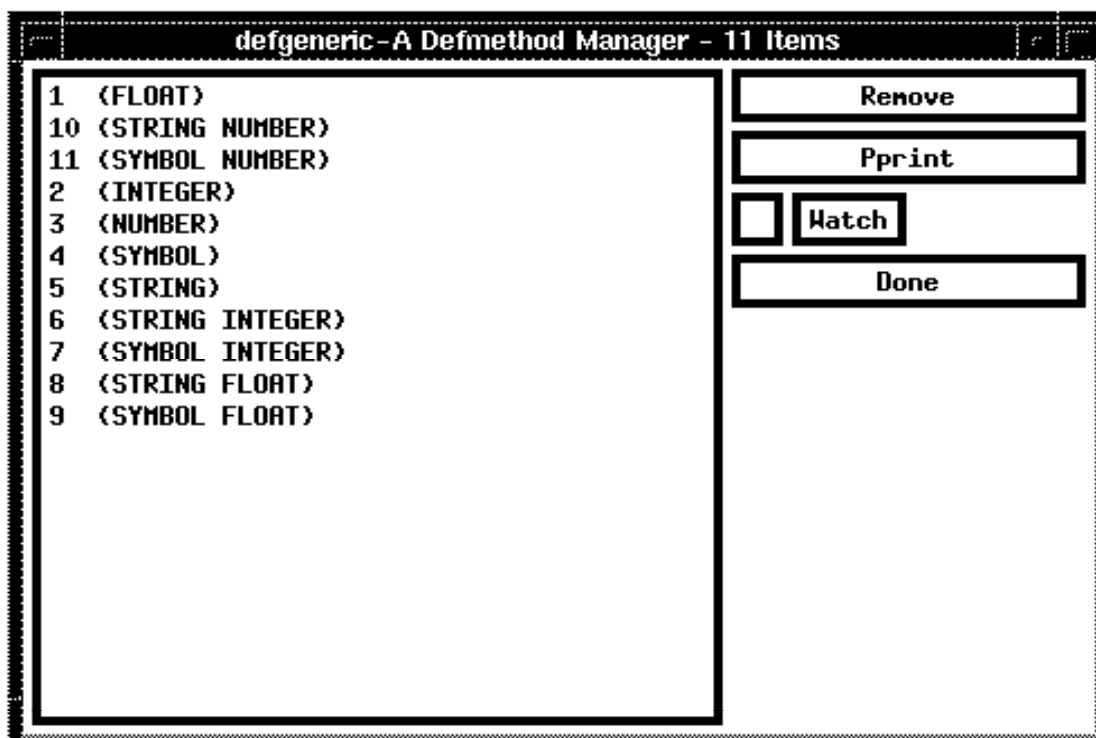 defgeneric-A Defmethod Manager - 11 Items
1 (FLOAT)
10 (STRING NUMBER)
11 (SYMBOL NUMBER)
2 (INTEGER)
3 (NUMBER)
4 (SYMBOL)
5 (STRING)
6 (STRING INTEGER)
7 (SYMBOL INTEGER)
8 (STRING FLOAT)
9 (SYMBOL FLOAT)
Remove
Pprint
Watch
Done